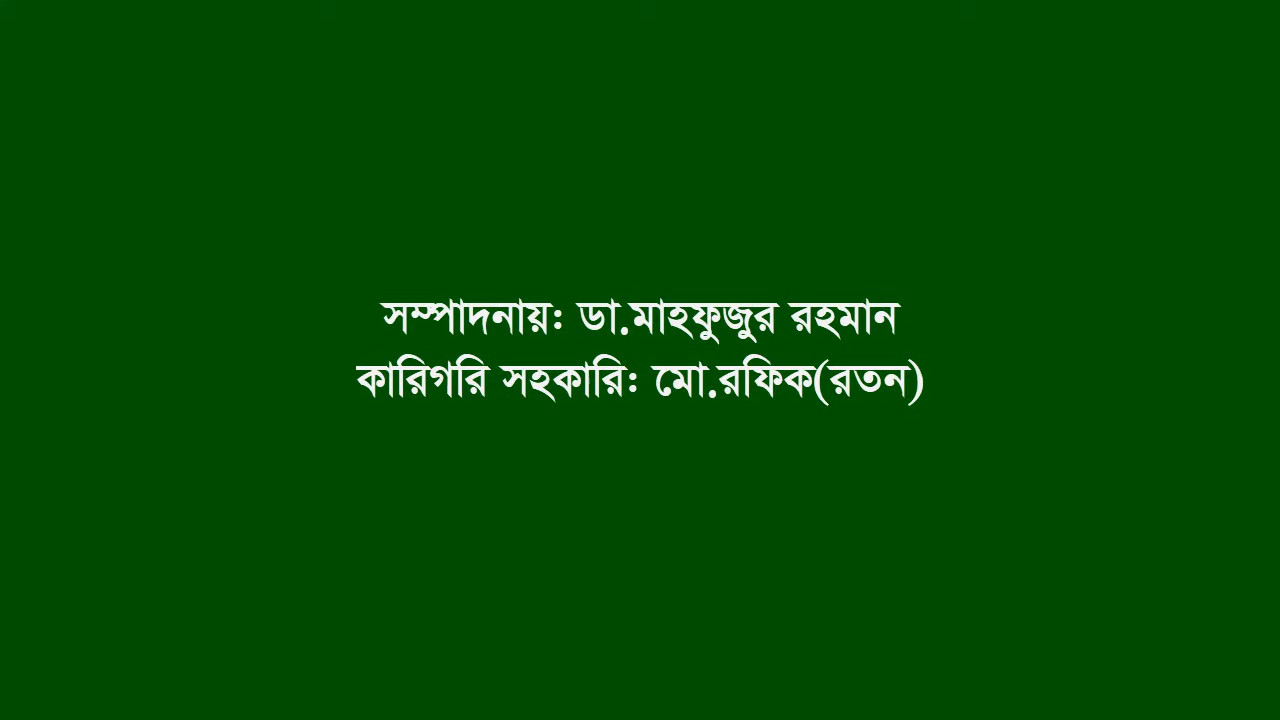 সম্পাদনায়: ডা.মাহফুজুর রহমান
কারিগরি সহকারি: মো.রফিক(রতন)